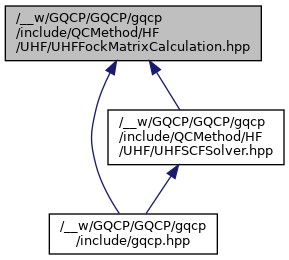 /__w/GQCP/GQCP/gqcp
/include/QCMethod/HF
/UHF/UHFFockMatrixCalculation.hpp
/__w/GQCP/GQCP/gqcp
/include/QCMethod/HF
/UHF/UHFSCFSolver.hpp
/__w/GQCP/GQCP/gqcp
/include/gqcp.hpp